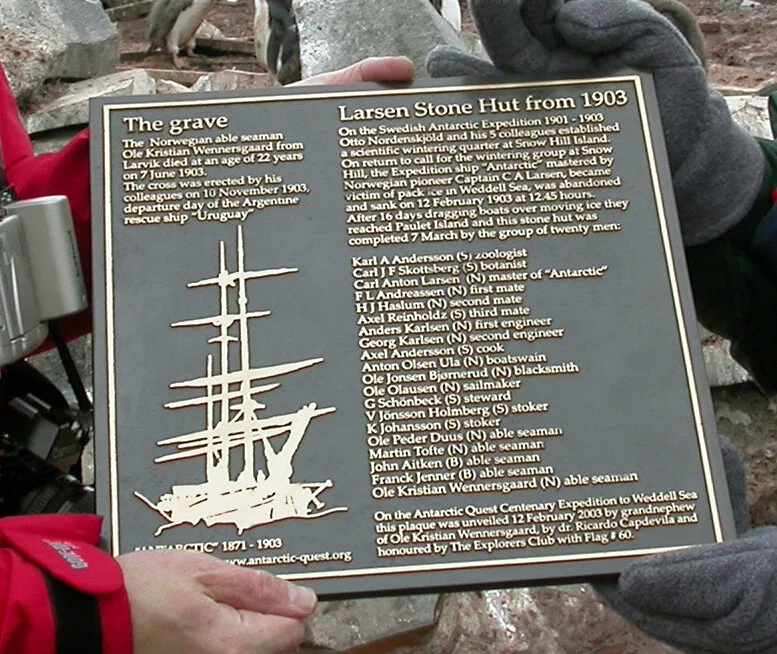 The grave
The Norwegian able seaman
Ole Kristian Wennersgaard from
Larvik died at an age of 22 years
on 7 June 1903.
The cross was erected by his
colleagues on 10 November 1903,
departure day of the Argentine
rescue ship "Uruguay"
"ANTARCTIC" 1871 - 1903
www.antarctic-quest.org
Larsen Stone Hut from 1903
On the Swedish Antarctic Expedition 1901 - 1903
Otto Nordenskjöld and his 5 colleagues established
a scientific wintering quarter at Snow Hill Island.
On return to call for the wintering group at Snow
Hill, the Expedition ship "Antarctic" mastered by
Norwegian pioneer Captain C A Larsen, became
victim of pack ice in Weddell Sea, was abandoned
and sank on 12 February 1903 at 12.45 hours.
After 16 days dragging boats over moving ice they
reached Paulet Island and this stone hut was
completed 7 March by the group of twenty men:
Karl A Andersson (S) zoologist
Carl J F Skottsberg (S) botanist
Carl Anton Larsen (N) master of "Antarctic"
F L Andreassen (N) first mate
H J Haslum (N) second mate
Axel Reinholdz (S) third mate
Anders Karlsen (N) first engineer
Georg Karlsen (N) second engineer
Axel Andersson (S) cook
Anton Olsen Ula (N) boatswain
Ole Jonsen Bjørnerud (N) blacksmith
Ole Olausen (N) sailmaker
G Schönbeck (S) steward
V Jönsson Holmberg (S) stoker
K Johansson (S) stoker
Ole Peder Duus (N) able seaman
Martin Tofte (N) able seaman
John Aitken (B) able seaman
Franck Jenner (B) able seaman
Ole Kristian Wennersgaard (N) able seaman
On the Antarctic Quest Centenary Expedition to Weddell Sea
this plaque was unveiled 12 February 2003 by grandnephew
of Ole Kristian Wennersgaard, by dr. Ricardo Capdevila and
honoured by The Explorers Club with Flag # 60.